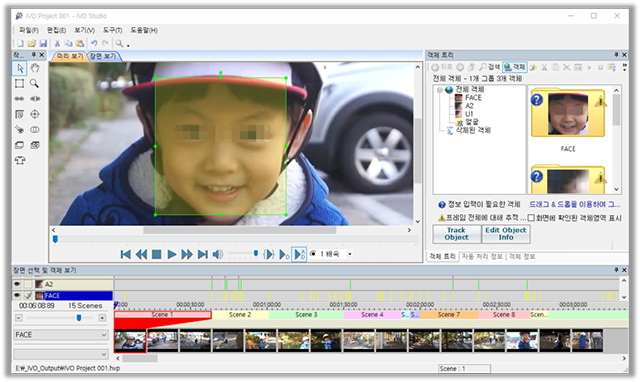 IVO Project 001 - IVO Studio
파일(F) 편집(E) 보기(V) 도구(T) 도움말(H)
작...
미리 보기 장면 보기
객체 트리
뒤로 검색 객체
전체 객체 - 1개 그룹 3개 객체
전체 객체
FACE
A2
U1
얼굴
삭제된 객체
FACE
정보 입력이 필요한 객체
드래그 & 드롭을 이용하여 그...
프레임 전체에 대해 추적 ...
화면에 확인된 객체영역 표시
Track Object
Edit Object Info
1 배속
객체 트리 자동 처리 정보 객체 정보
장면 선택 및 객체 보기
A2
FACE
00:06:08:89 15 Scenes
00:00 00:00:30:00 00:01:00:00 00:01:30:00 00:02:00:00 00:02:30:00 00:03:00:00
Scene 1 Scene 2 Scene 3 Scene 4 S... S... Scene 7 Scene 8 Scen...
FACE
E:\_IVO_Output\IVO Project 001.hvp
Scene : 1